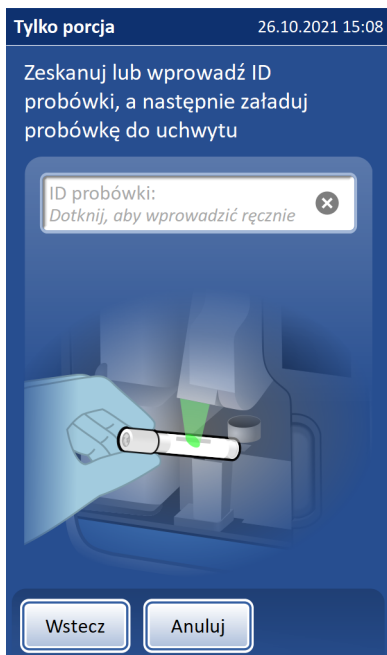 Tylko porcja 26.10.2021 15:08
Zeskanuj lub wprowadź ID
probówki, a następnie załaduj
probówkę do uchwytu
ID probówki:
Dotknij, aby wprowadzić ręcznie
Wstecz Anuluj